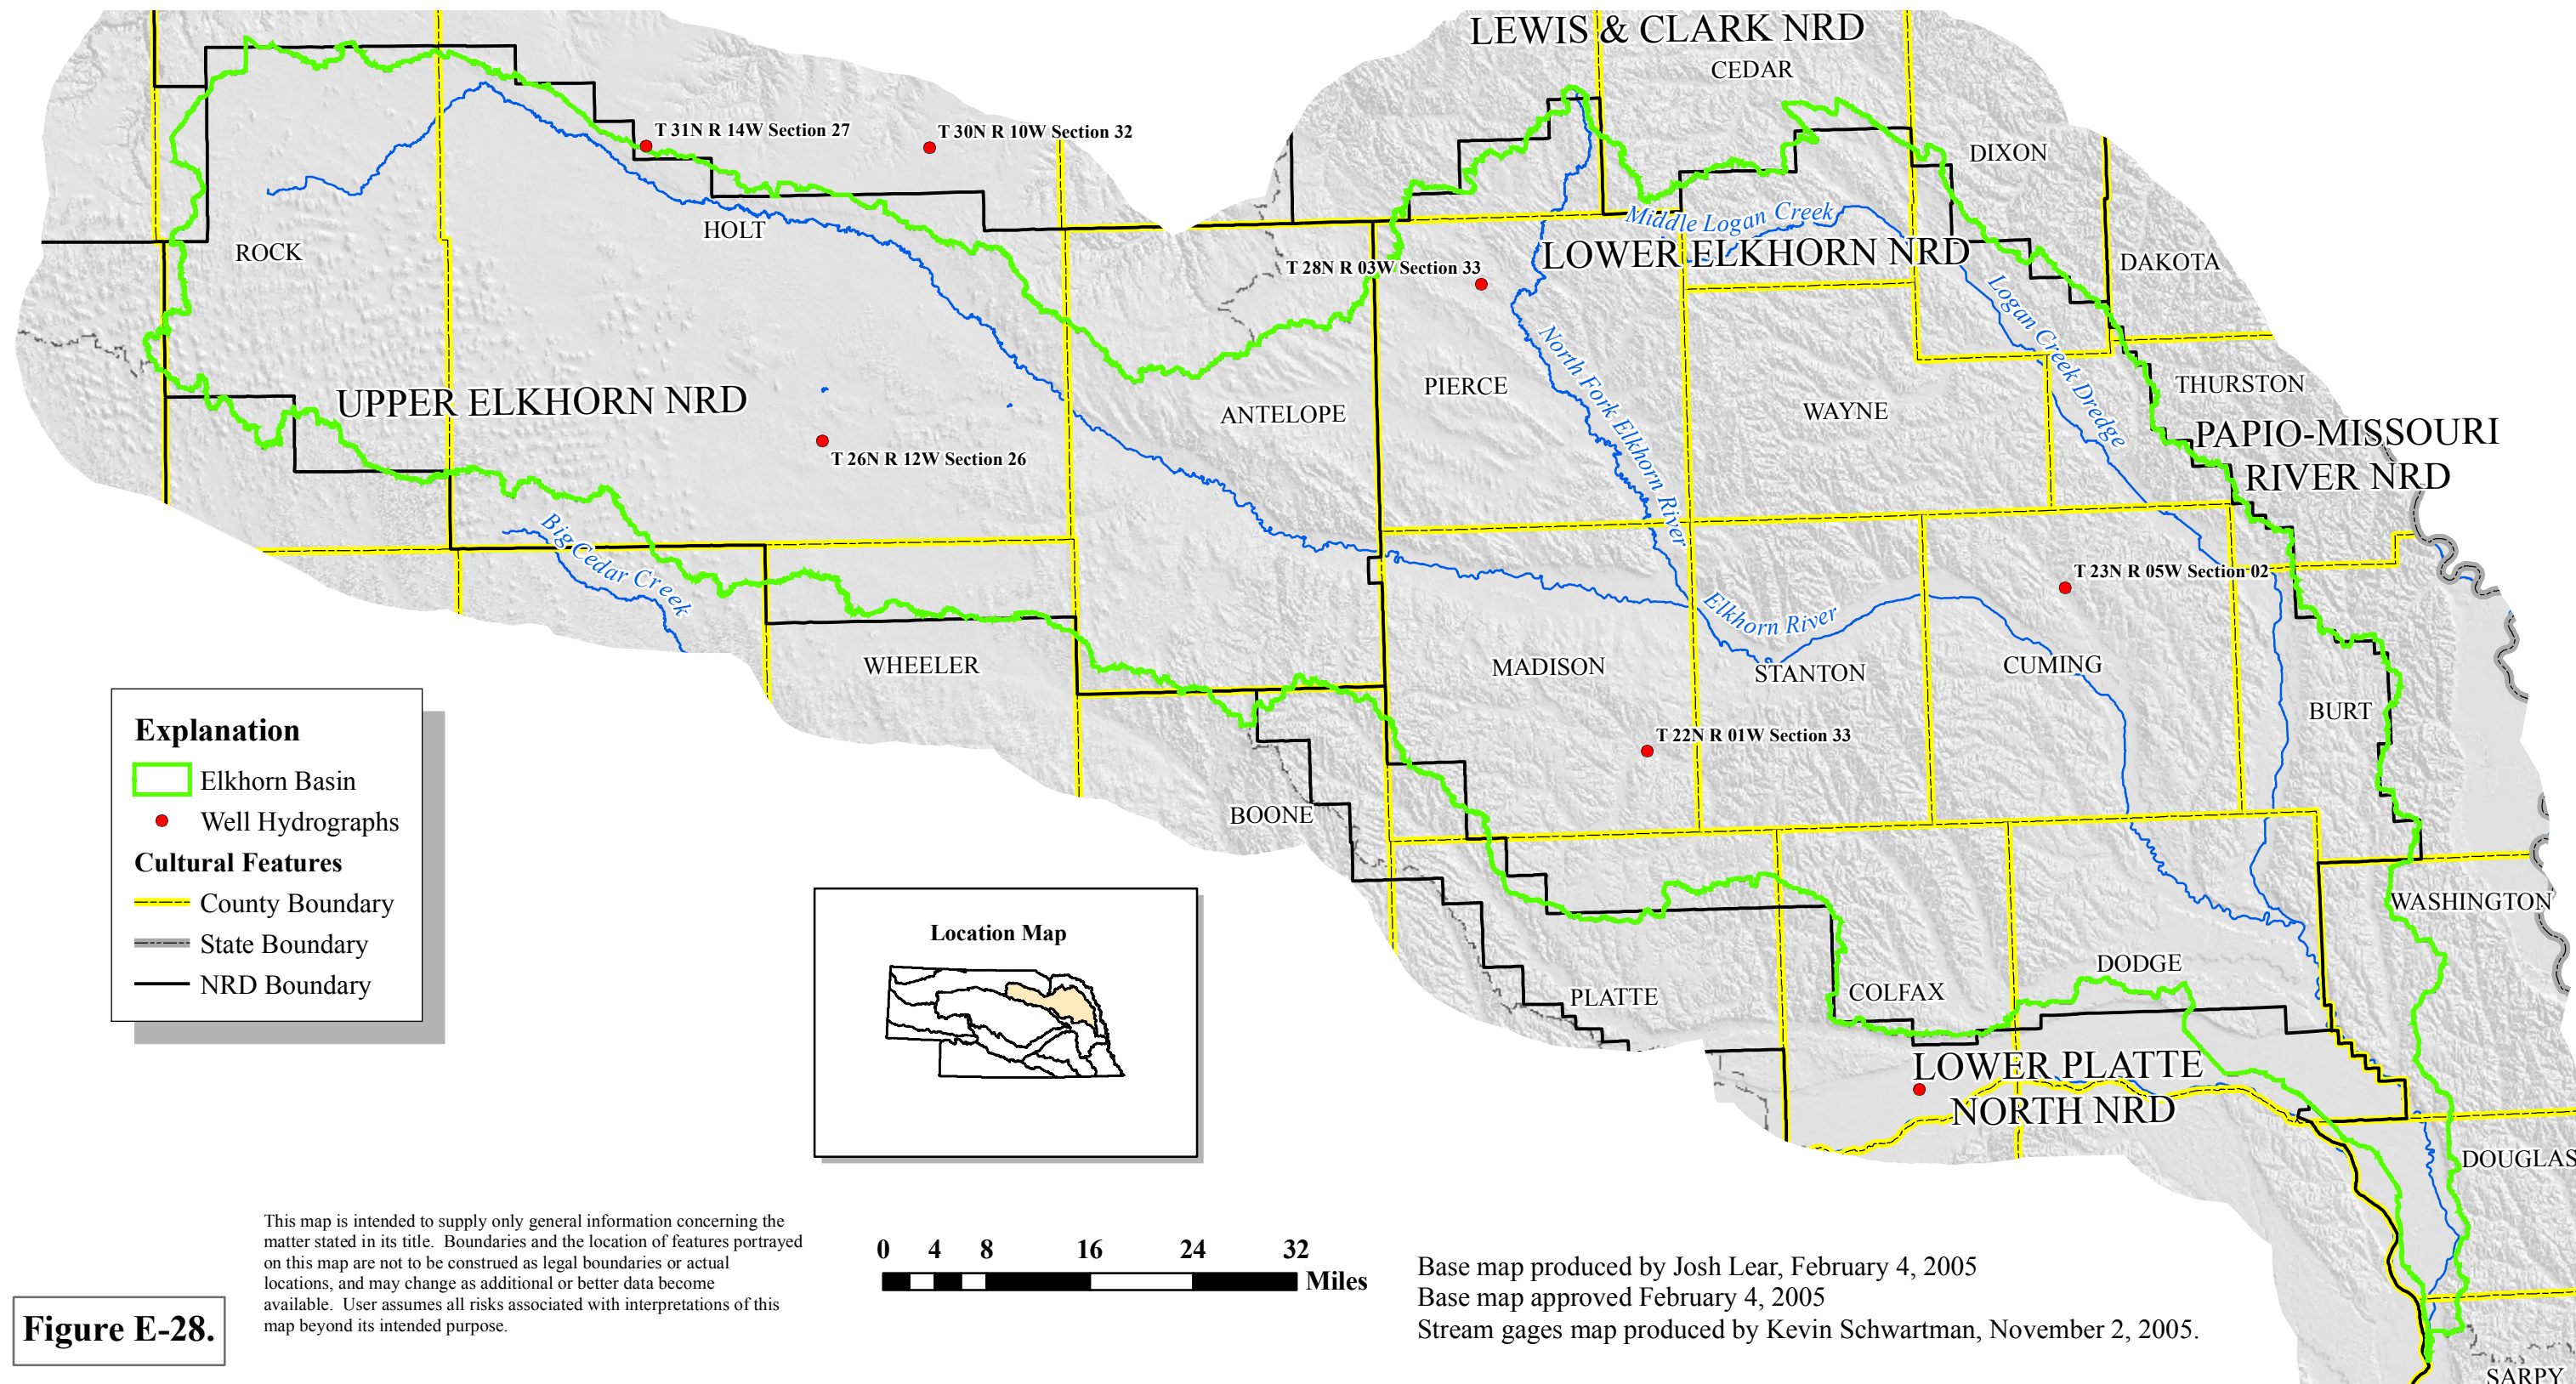 LEWIS & CLARK NRD
CEDAR
T 31N R 14W Section 27
T 30N R 10W Section 32
DIXON
Middle Logan Creek
HOLT
ROCK
LOWER ELKHORN NRD
DAKOTA
T 28N R 03W Section 33
Logan Creek Dredge
North Fork Elkhorn River
UPPER ELKHORN NRD
PIERCE
THURSTON
ANTELOPE
WAYNE
PAPIO-MISSOURI
RIVER NRD
T 26N R 12W Section 26
Big Cedar Creek
T 23N R 05W Section 02
Elkhorn River
WHEELER
MADISON
STANTON
CUMING
BURT
T 22N R 01W Section 33
BOONE
WASHINGTON
DODGE
PLATTE
COLFAX
LOWER PLATTE
NORTH NRD
DOUGLAS
SARPY
Explanation
Elkhorn Basin
Well Hydrographs
Cultural Features
County Boundary
State Boundary
NRD Boundary
Location Map
This map is intended to supply only general information concerning the
matter stated in its title. Boundaries and the location of features portrayed
on this map are not to be construed as legal boundaries or actual
locations, and may change as additional or better data become
available. User assumes all risks associated with interpretations of this
map beyond its intended purpose.
0 4 8 16 24 32
Miles
Base map produced by Josh Lear, February 4, 2005
Base map approved February 4, 2005
Stream gages map produced by Kevin Schwartman, November 2, 2005.
Figure E-28.